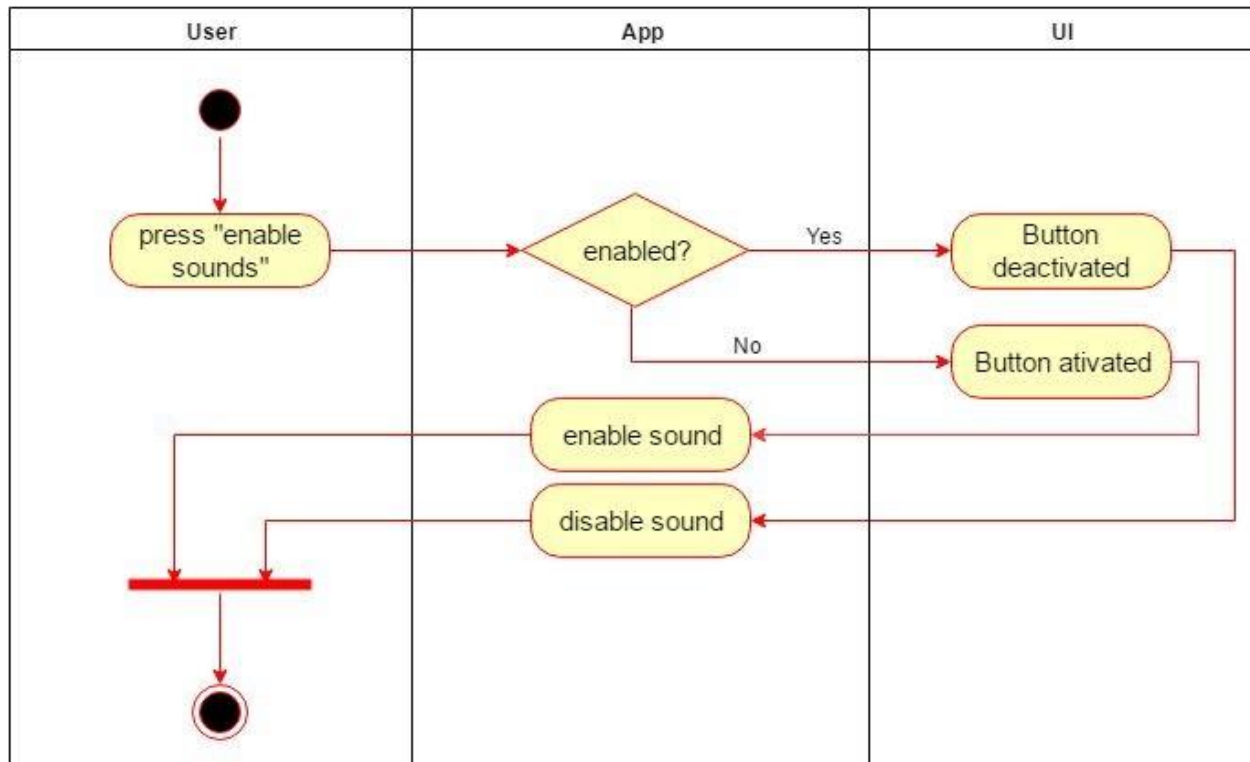 User
App
UI
press "enable
sounds"
enabled?
Yes
Button
deactivated
No
Button ativated
enable sound
disable sound